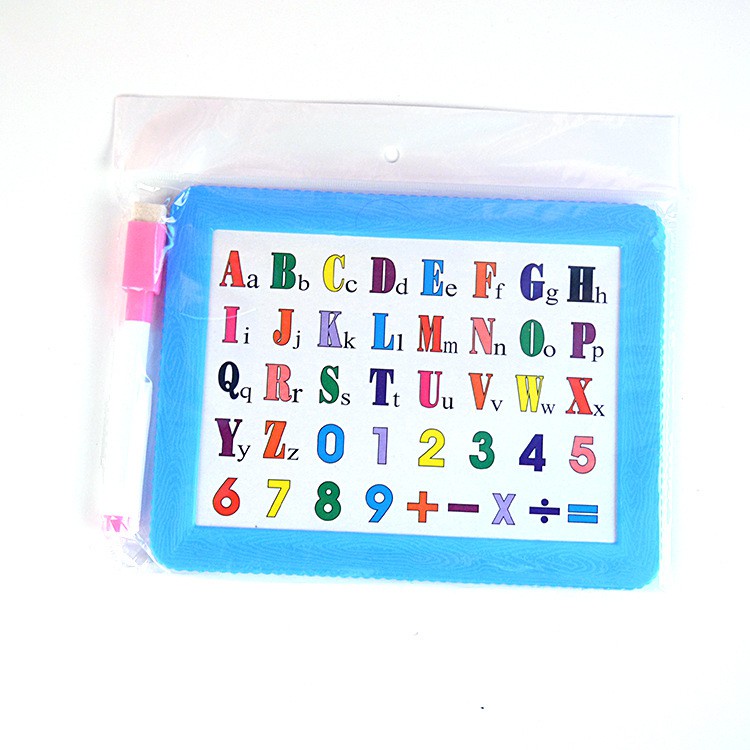 Aa Bb Cc Dd Ee Ff Gg Hh
Ii Jj Kk Ll Mm Nn Oo Pp
Qq Rr Ss Tt Uu Vv Ww Xx
Yy Zz 0 1 2 3 4 5
6 7 8 9 + − x ÷ =